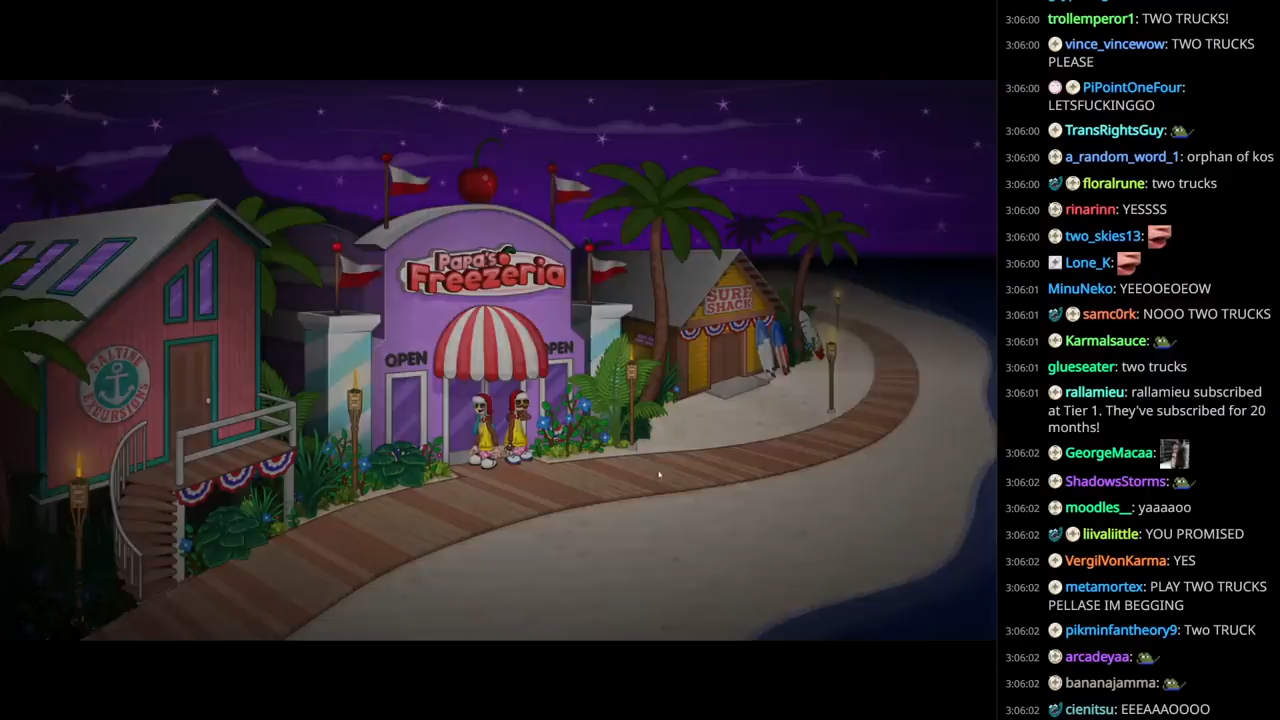 3:06:00 trollemperor1: TWO TRUCKS!
3:06:00 vince_vincewow: TWO TRUCKS
PLEASE
3:06:00 PiPointOneFour:
LETSFUCKINGGO
3:06:00 TransRightsGuy:
3:06:00 a_random_word_1: orphan of kos
3:06:00 floralrune: two trucks
3:06:00 rinarinn: YESSSS
3:06:00 two_skies13:
3:06:00 Lone_K:
3:06:01 MinuNeko: YEEOOEOEOW
3:06:01 samc0rk: NOOO TWO TRUCKS
3:06:01 Karmalsauce:
3:06:01 glueseater: two trucks
3:06:01 rallamieu: rallamieu subscribed
at Tier 1. They've subscribed for 20
months!
3:06:02 GeorgeMacaa:
3:06:02 ShadowsStorms:
3:06:02 moodles__: yaaaaoo
3:06:02 liivaliittle: YOU PROMISED
3:06:02 VergilVonKarma: YES
3:06:02 metamortex: PLAY TWO TRUCKS
PELLASE IM BEGGING
3:06:02 pikminfantheory9: Two TRUCK
3:06:02 arcadeyaa:
3:06:02 bananajamma:
3:06:02 cienitsu: EEEAAAOOOO
Papa's
Freezeria
OPEN
OPEN
SURF
SHACK
SALTINE
EXCURSIONS